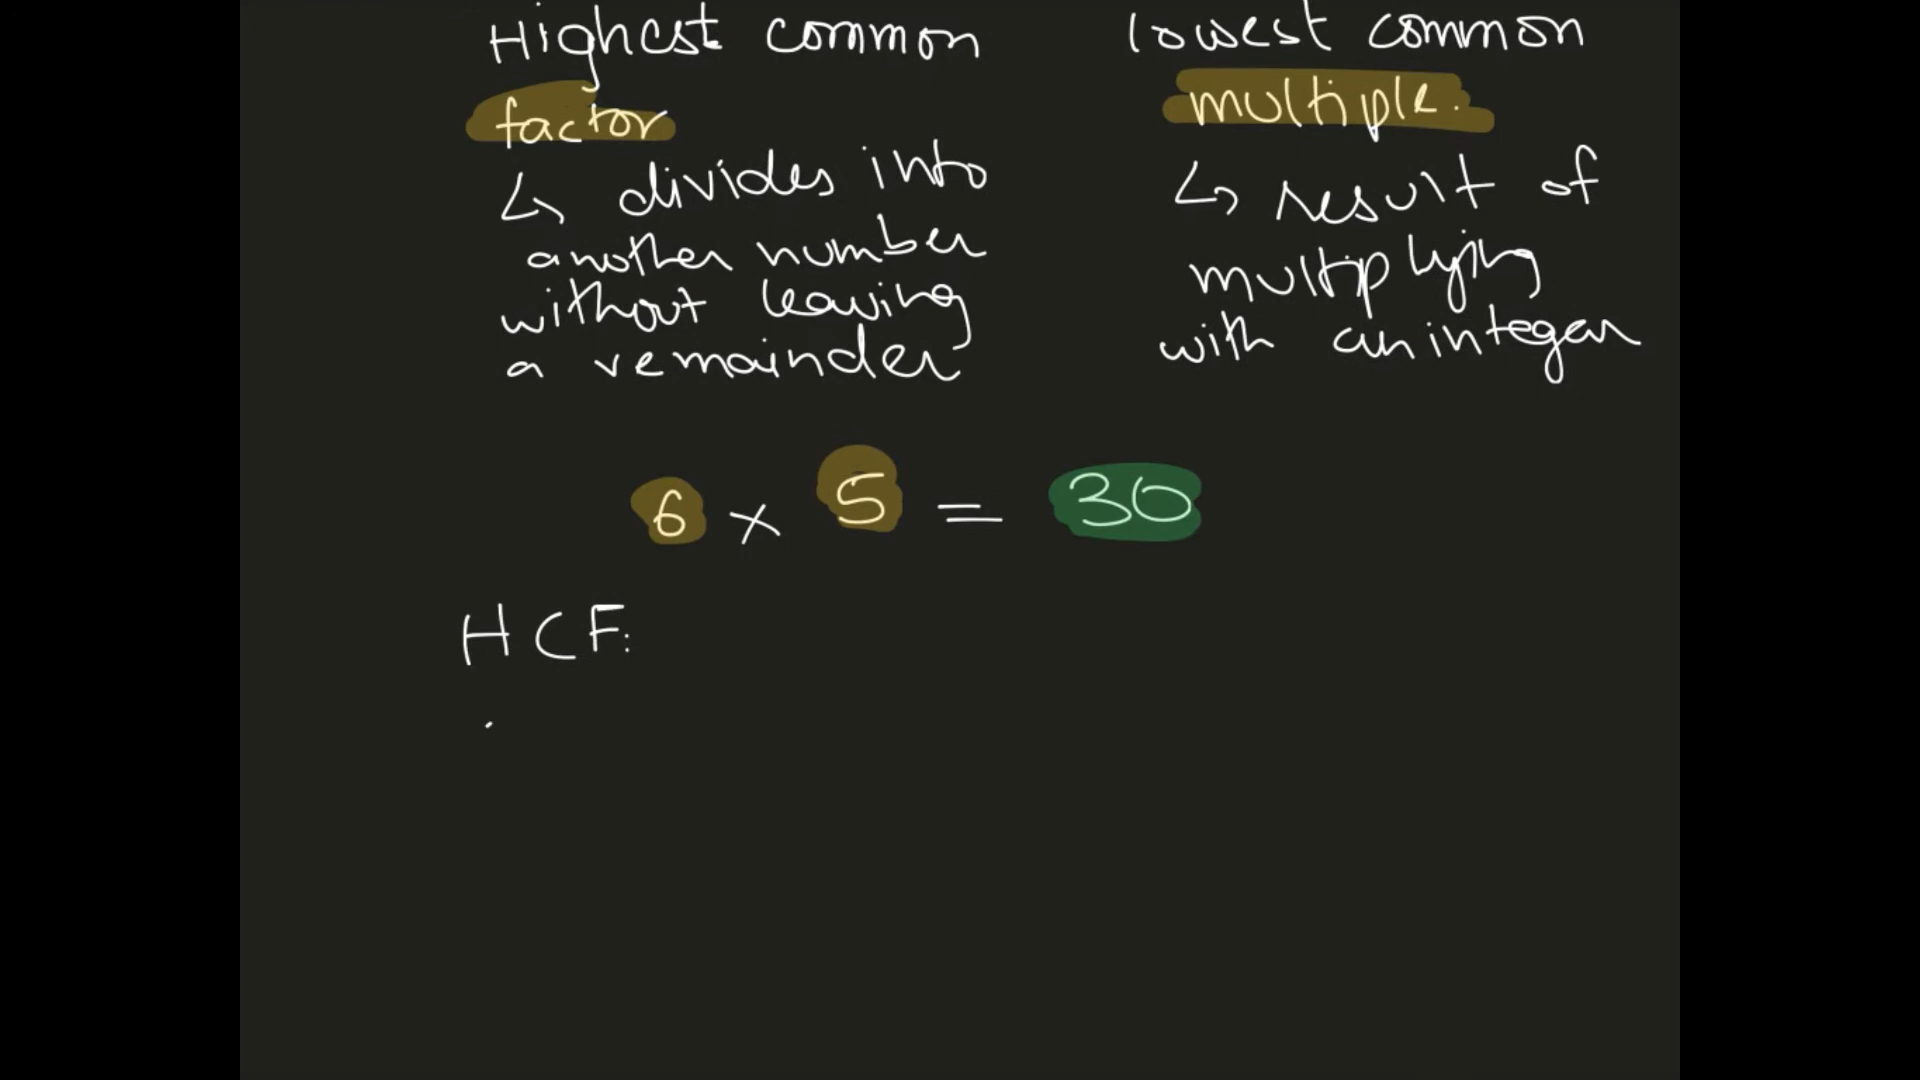 Highest common
factor
↳ divides into
another number
without leaving
a remainder
lowest common
multiple.
↳ result of
multiplying
with an integer
6 × 5 = 30
HCF: